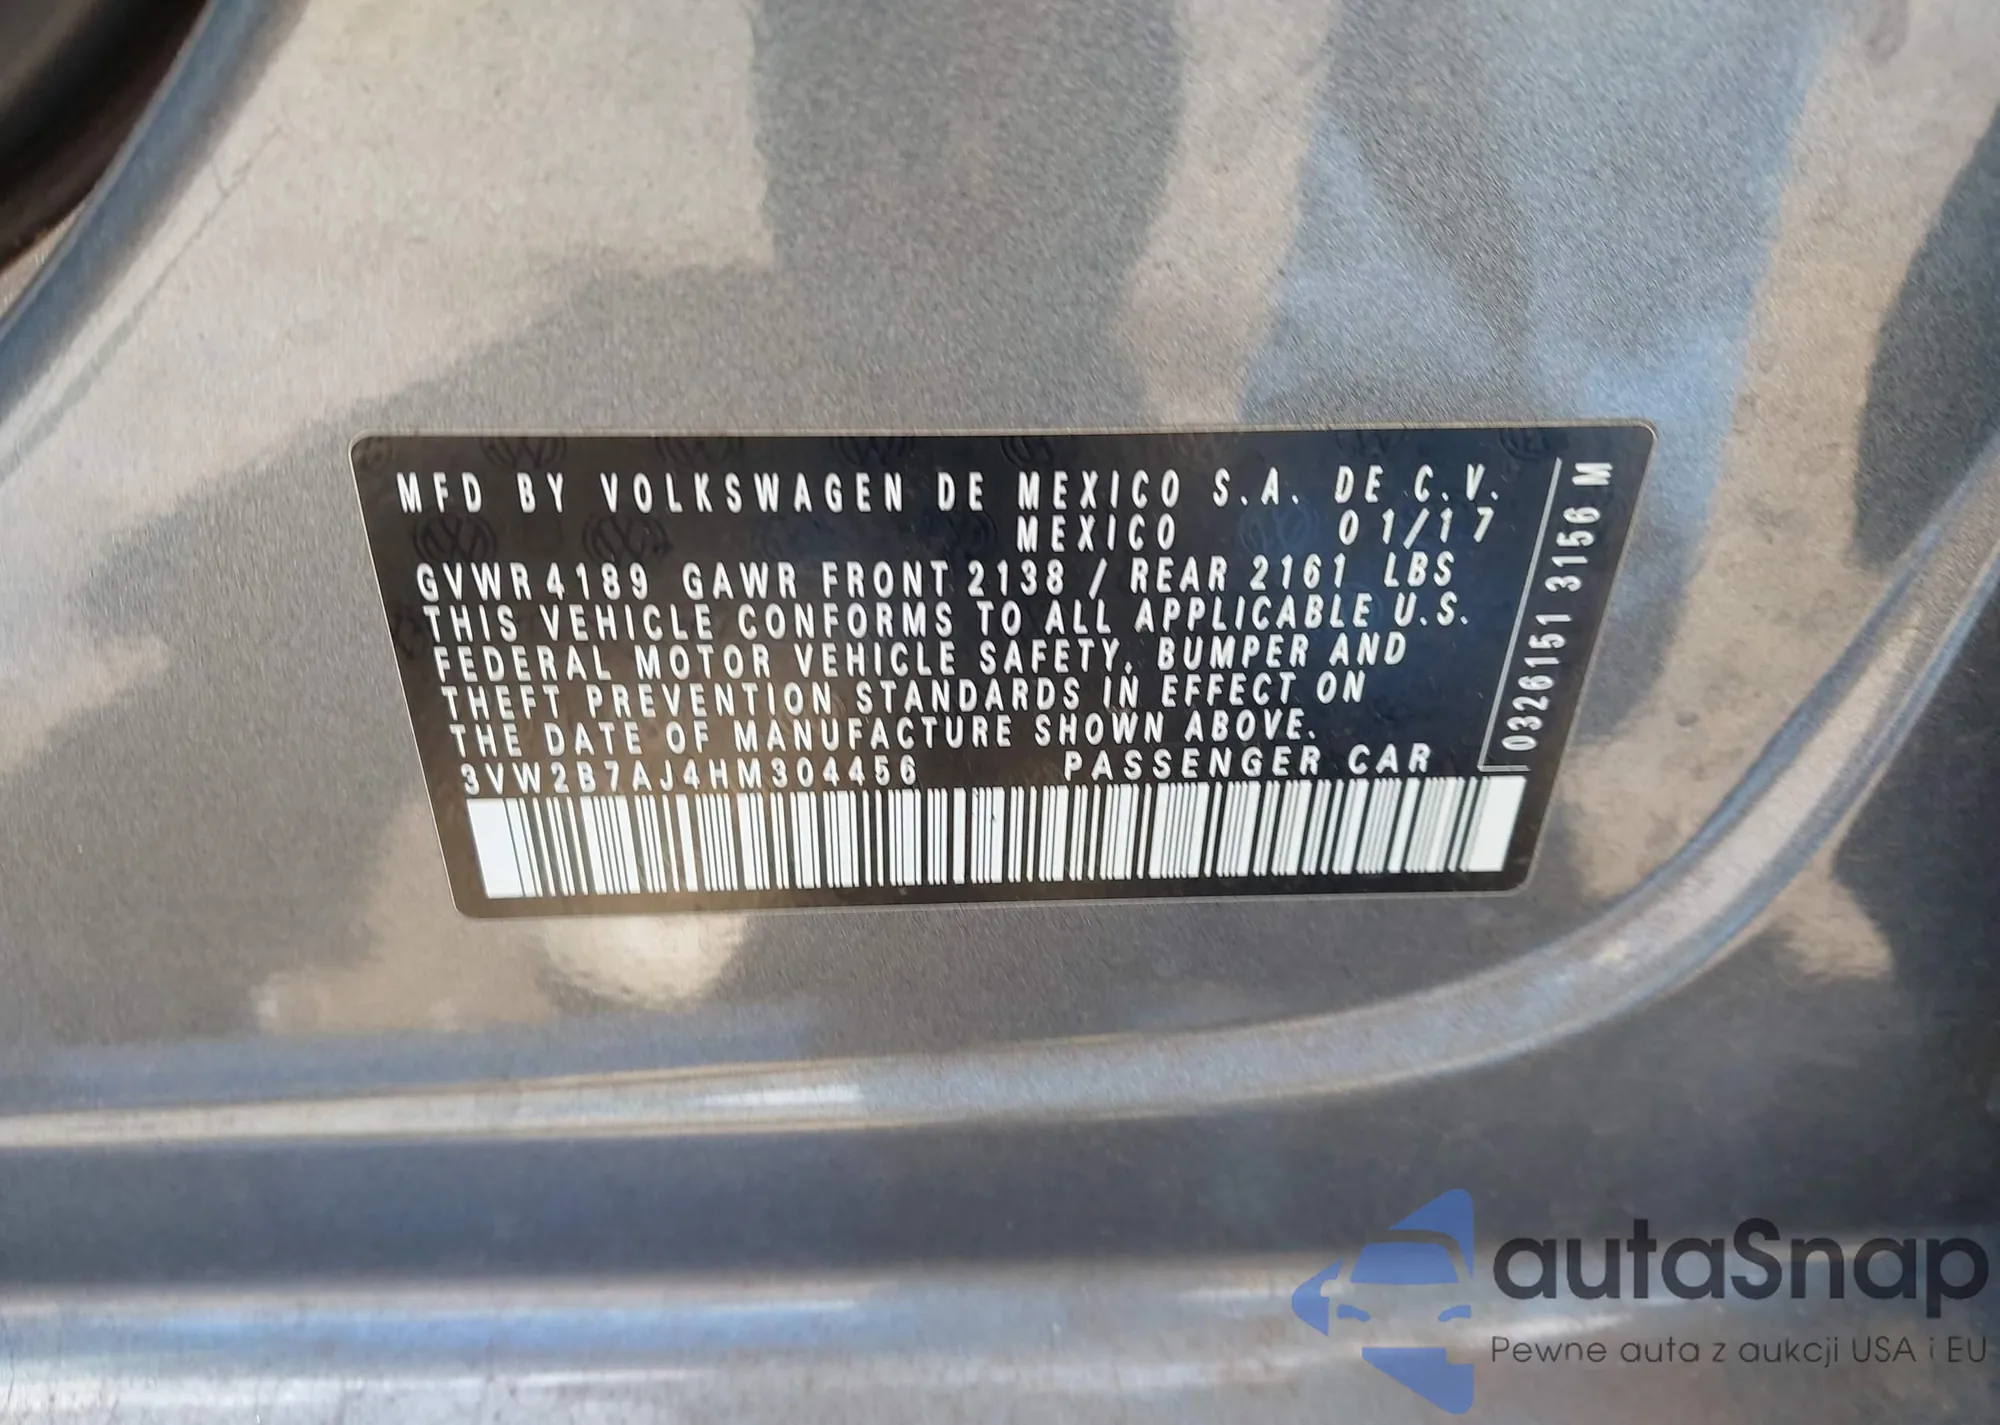 MFD BY VOLKSWAGEN DE MEXICO S.A. DE C.V.
MEXICO 01/17
GVWR 4189 GAWR FRONT 2138 / REAR 2161 LBS
THIS VEHICLE CONFORMS TO ALL APPLICABLE U.S.
FEDERAL MOTOR VEHICLE SAFETY, BUMPER AND
THEFT PREVENTION STANDARDS IN EFFECT ON
THE DATE OF MANUFACTURE SHOWN ABOVE.
3VW2B7AJ4HM304456 PASSENGER CAR
0326151 3156 M
autaSnap
Pewne auta z aukcji USA i EU